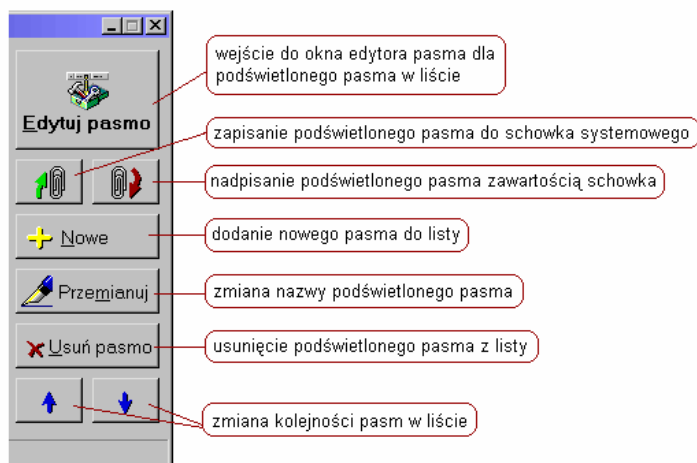 wejście do okna edytora pasma dla
podświetlonego pasma w liście
Edytuj pasmo
zapisanie podświetlonego pasma do schowka systemowego
nadpisanie podświetlonego pasma zawartością schowka
Nowe
dodanie nowego pasma do listy
Przemianuj
zmiana nazwy podświetlonego pasma
Usuń pasmo
usunięcie podświetlonego pasma z listy
zmiana kolejności pasm w liście